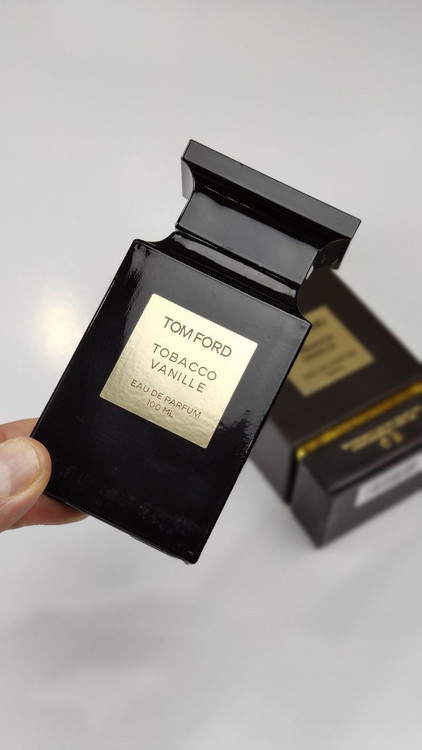 TOM FORD
TOBACCO
VANILLE
EAU DE PARFUM
100 ML